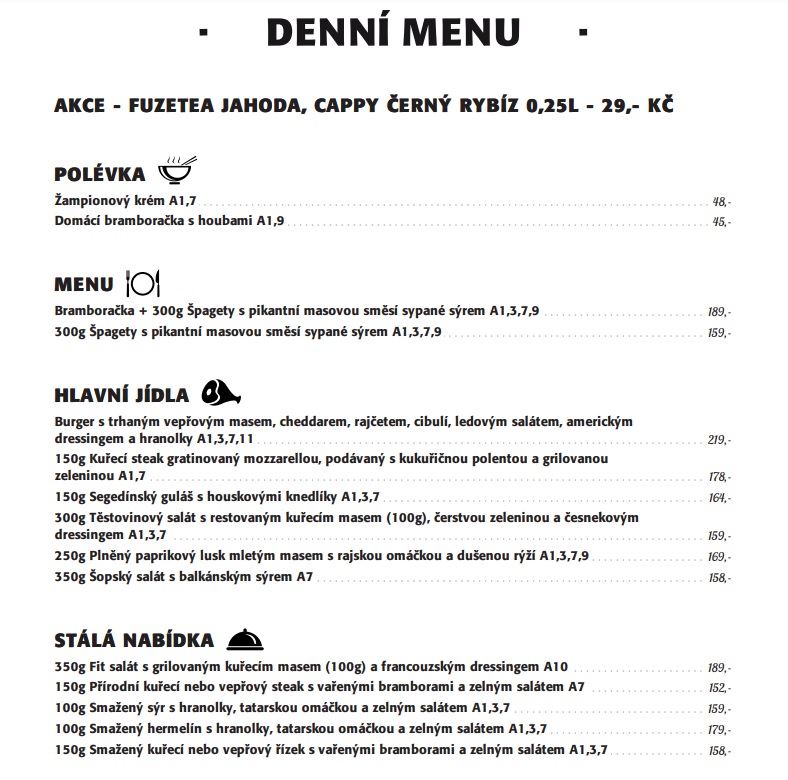 DENNÍ MENU
AKCE - FUZETEA JAHODA, CAPPY ČERNÝ RYBÍZ 0,25L - 29,- KČ
POLÉVKA
Žampionový krém A1,7 48,-
Domácí bramboračka s houbami A1,9 45,-
MENU
Bramboračka + 300g Špagety s pikantní masovou směsí sypané sýrem A1,3,7,9 189,-
300g Špagety s pikantní masovou směsí sypané sýrem A1,3,7,9 159,-
HLAVNÍ JÍDLA
Burger s trhaným vepřovým masem, cheddarem, rajčetem, cibulí, ledovým salátem, americkým
dressingem a hranolky A1,3,7,11 219,-
150g Kuřecí steak gratinovaný mozzarellou, podávaný s kukuřičnou polentou a grilovanou
zeleninou A1,7 178,-
150g Segedínský guláš s houskovými knedlíky A1,3,7 164,-
300g Těstovinový salát s restovaným kuřecím masem (100g), čerstvou zeleninou a česnekovým
dressingem A1,3,7 159,-
250g Plněný paprikový lusk mletým masem s rajskou omáčkou a dušenou rýží A1,3,7,9 169,-
350g Šopský salát s balkánským sýrem A7 158,-
STÁLÁ NABÍDKA
350g Fit salát s grilovaným kuřecím masem (100g) a francouzským dressingem A10 189,-
150g Přírodní kuřecí nebo vepřový steak s vařenými bramborami a zelným salátem A7 152,-
100g Smažený sýr s hranolky, tatarskou omáčkou a zelným salátem A1,3,7 159,-
100g Smažený hermelín s hranolky, tatarskou omáčkou a zelným salátem A1,3,7 179,-
150g Smažený kuřecí nebo vepřový řízek s vařenými bramborami a zelným salátem A1,3,7 158,-